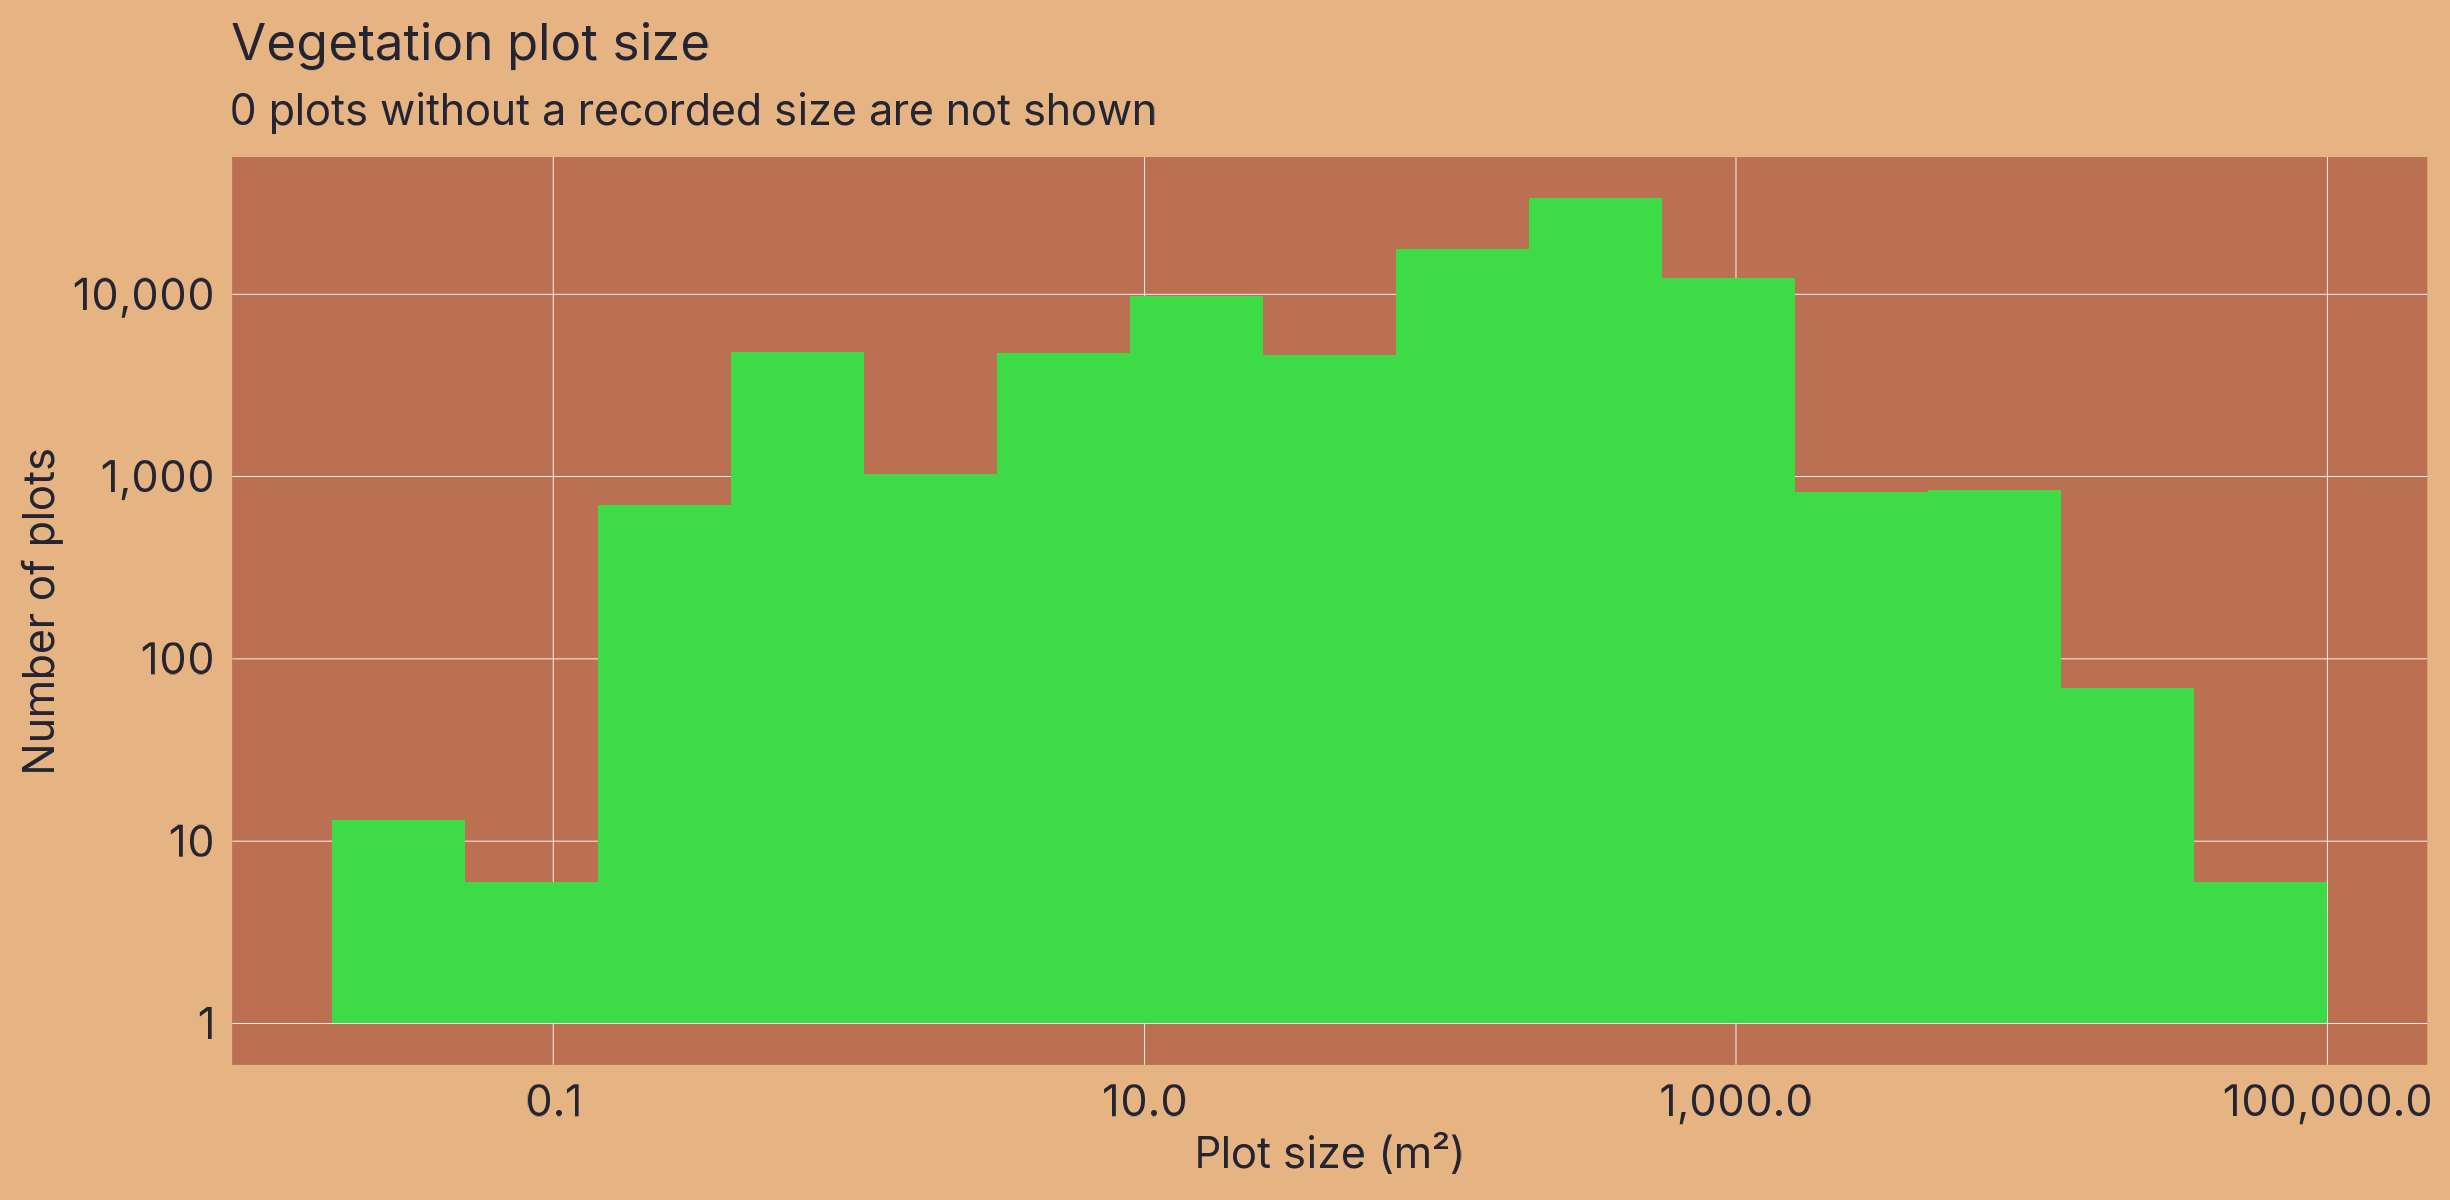 Vegetation plot size
0 plots without a recorded size are not shown
Number of plots
10,000
1,000
100
10
1
0.1
10.0
1,000.0
100,000.0
Plot size (m²)